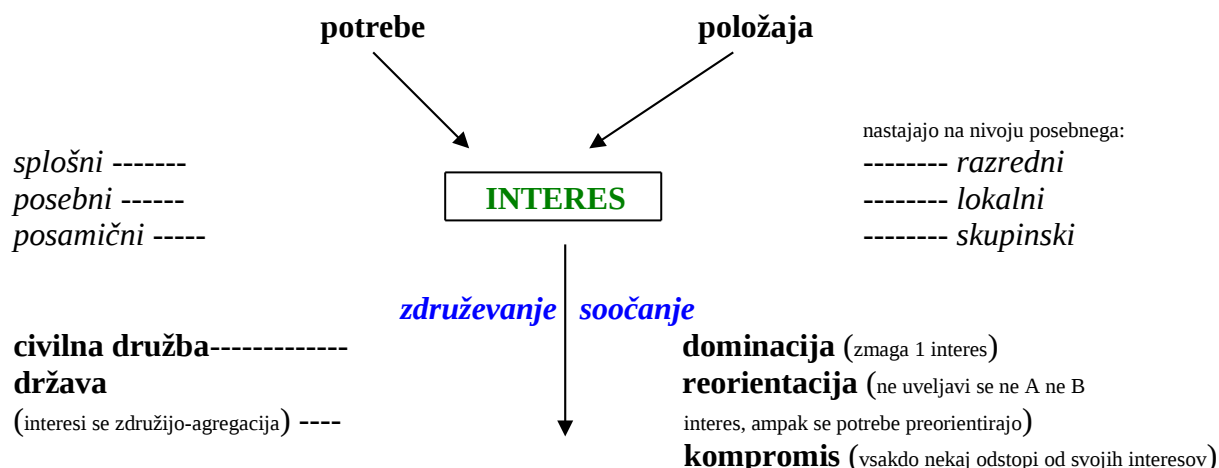 potrebe položaja
nastajajo na nivoju posebnega:
splošni ------- -------- razredni
posebni ------ INTERES -------- lokalni
posamični ----- -------- skupinski
združevanje soočanje
civilna družba------------- dominacija (zmaga 1 interes)
država reorientacija (ne uveljavi se ne A ne B
(interesi se združijo-agregacija) ---- interes, ampak se potrebe preorientirajo)
kompromis (vsakdo nekaj odstopi od svojih interesov)